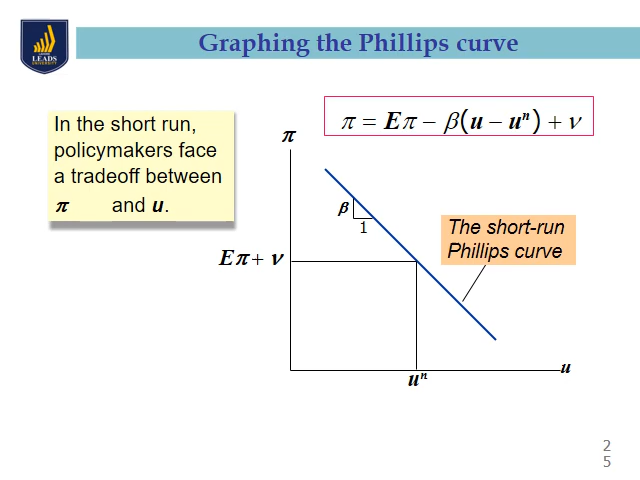 LEADS
UNIVERSITY
Graphing the Phillips curve
In the short run,
policymakers face
a tradeoff between
π and u.
π = Eπ − β(u − uⁿ) + ν
π
β
1
The short-run
Phillips curve
Eπ + ν
u
uⁿ
2
5